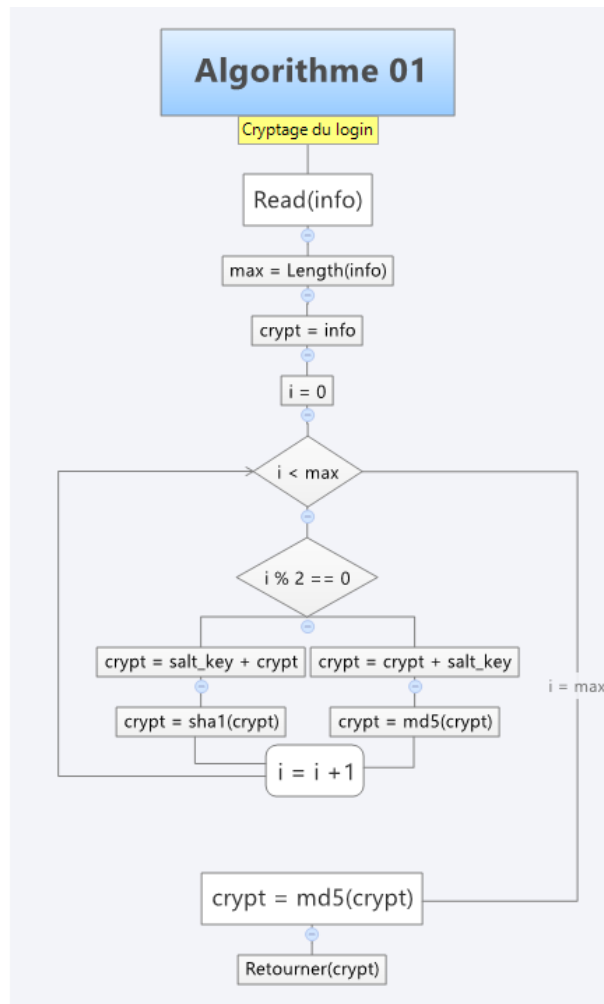 Algorithme 01
Cryptage du login
Read(info)
max = Length(info)
crypt = info
i = 0
i < max
i % 2 == 0
crypt = salt_key + crypt
crypt = crypt + salt_key
i = max
crypt = sha1(crypt)
crypt = md5(crypt)
i = i +1
crypt = md5(crypt)
Retourner(crypt)